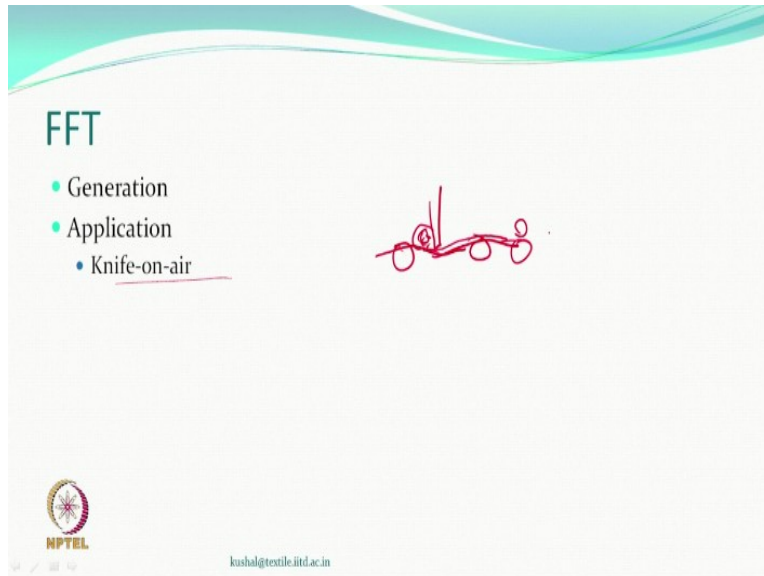 FFT
Generation
Application
Knife-on-air
NPTEL
kushal@textile.iitd.ac.in